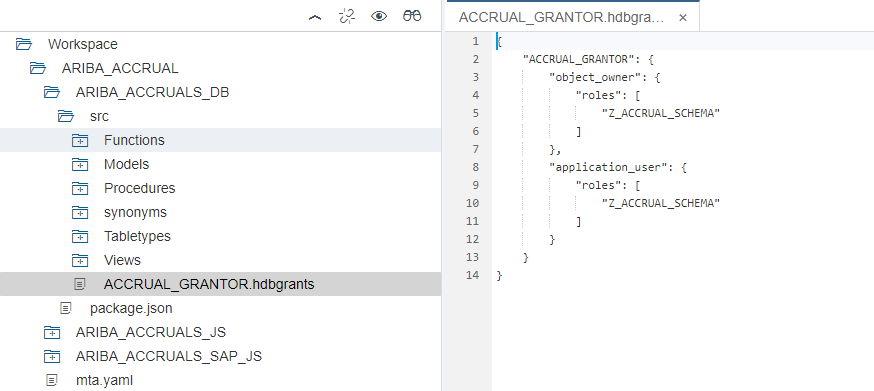 Workspace
ARIBA_ACCRUAL
ARIBA_ACCRUALS_DB
src
Functions
Models
Procedures
synonyms
Tabletypes
Views
ACCRUAL_GRANTOR.hdbgrants
package.json
ARIBA_ACCRUALS_JS
ARIBA_ACCRUALS_SAP_JS
mta.yaml
ACCRUAL_GRANTOR.hdbgra... ×
1 {
2     "ACCRUAL_GRANTOR": {
3         "object_owner": {
4             "roles": [
5                 "Z_ACCRUAL_SCHEMA"
6             ]
7         },
8         "application_user": {
9             "roles": [
10                 "Z_ACCRUAL_SCHEMA"
11             ]
12         }
13     }
14 }